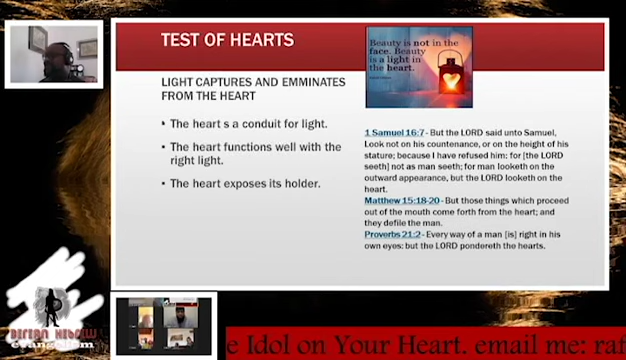 TEST OF HEARTS
Beauty is not in the
face. Beauty
is a light in
the heart.
LIGHT CAPTURES AND EMMINATES
FROM THE HEART
The heart s a conduit for light.
The heart functions well with the
right light.
The heart exposes its holder.
1 Samuel 16:7 - But the LORD said unto Samuel,
Look not on his countenance, or on the height of his
stature; because I have refused him: for [the LORD
seeth] not as man seeth; for man looketh on the
outward appearance, but the LORD looketh on the
heart.
Matthew 15:18-20 - But those things which proceed
out of the mouth come forth from the heart; and
they defile the man.
Proverbs 21:2 - Every way of a man [is] right in his
own eyes: but the LORD pondereth the hearts.
BEREAN HEBREW
evangelism
e Idol on Your Heart. email me: raf